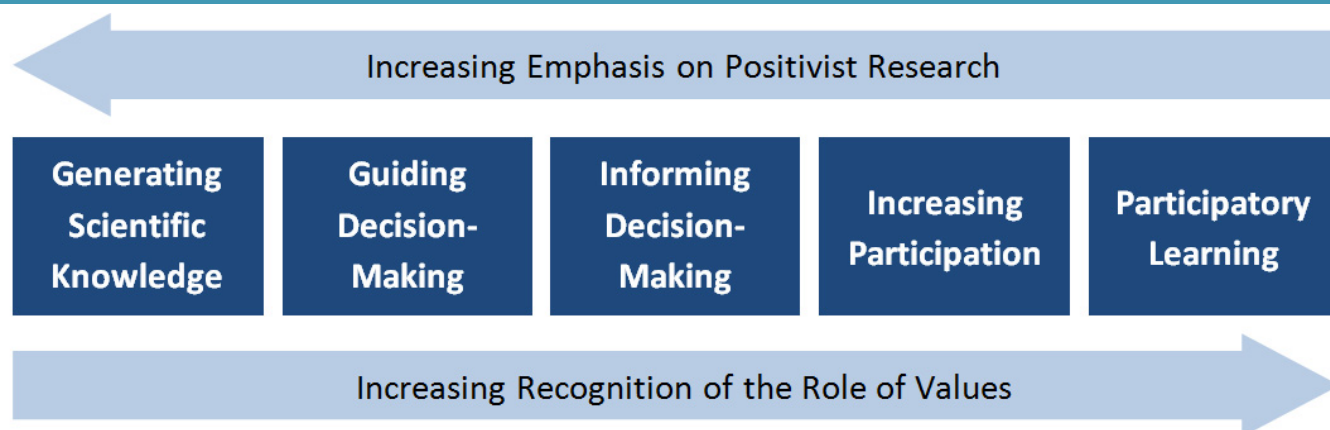 Increasing Emphasis on Positivist Research
Generating
Scientific
Knowledge
Guiding
Decision-
Making
Informing
Decision-
Making
Increasing
Participation
Participatory
Learning
Increasing Recognition of the Role of Values